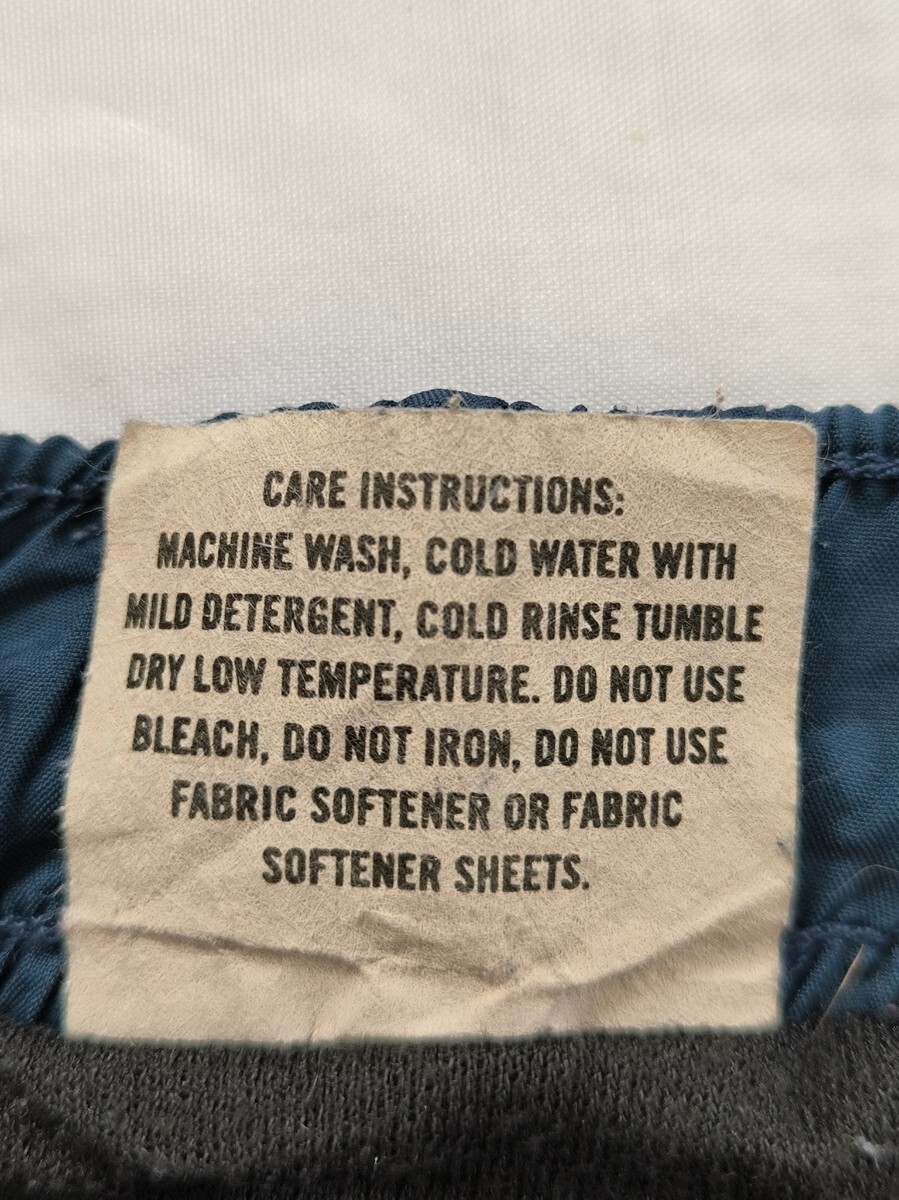 CARE INSTRUCTIONS:
MACHINE WASH, COLD WATER WITH
MILD DETERGENT, COLD RINSE TUMBLE
DRY LOW TEMPERATURE. DO NOT USE
BLEACH, DO NOT IRON, DO NOT USE
FABRIC SOFTENER OR FABRIC
SOFTENER SHEETS.